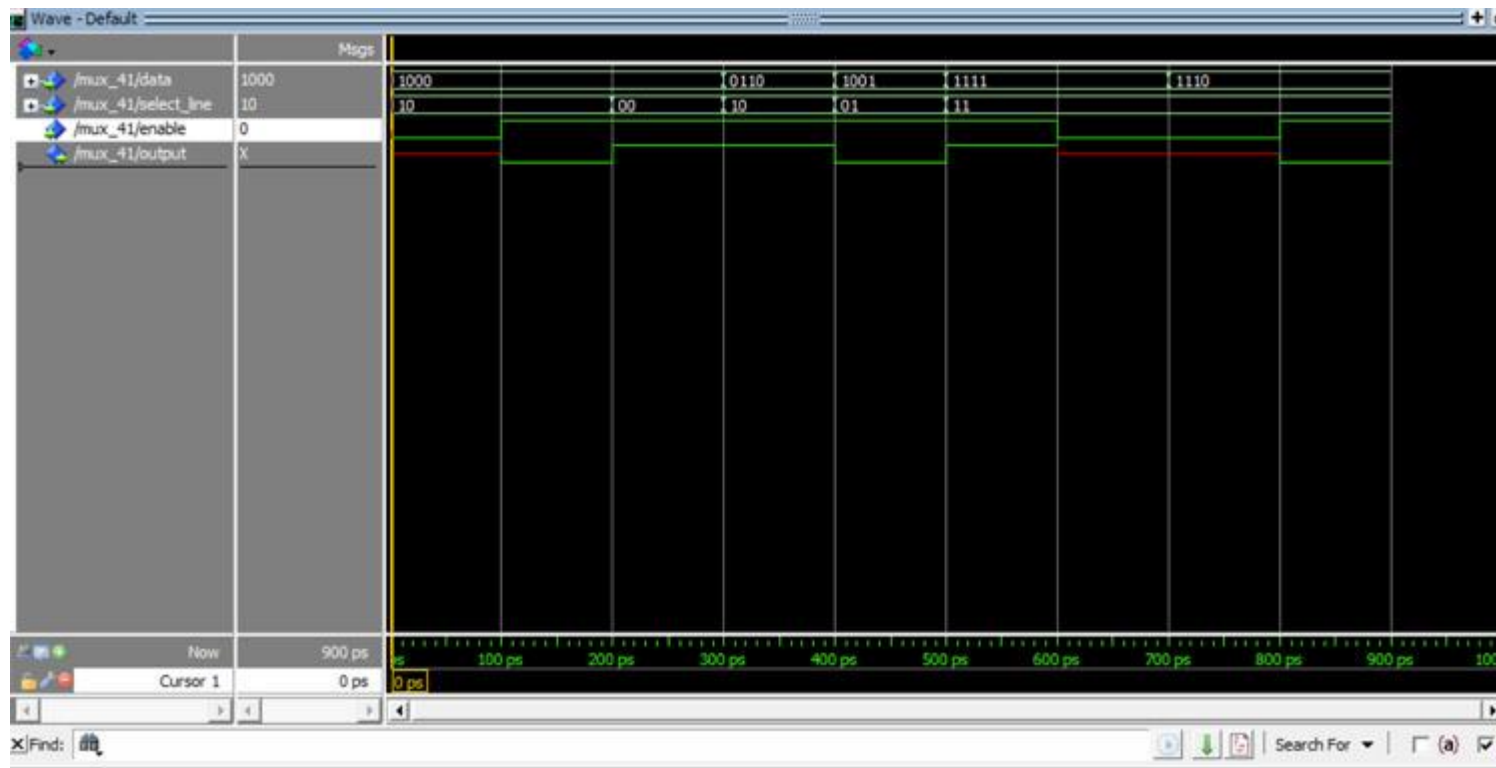 Wave - Default
Msgs
/mux_41/data 1000 1000 0110 1001 1111 1110
/mux_41/select_line 10 10 00 10 01 11
/mux_41/enable 0
/mux_41/output X
Now 900 ps 100 ps 200 ps 300 ps 400 ps 500 ps 600 ps 700 ps 800 ps 900 ps
Cursor 1 0 ps 0 ps
Find: Search For (a)